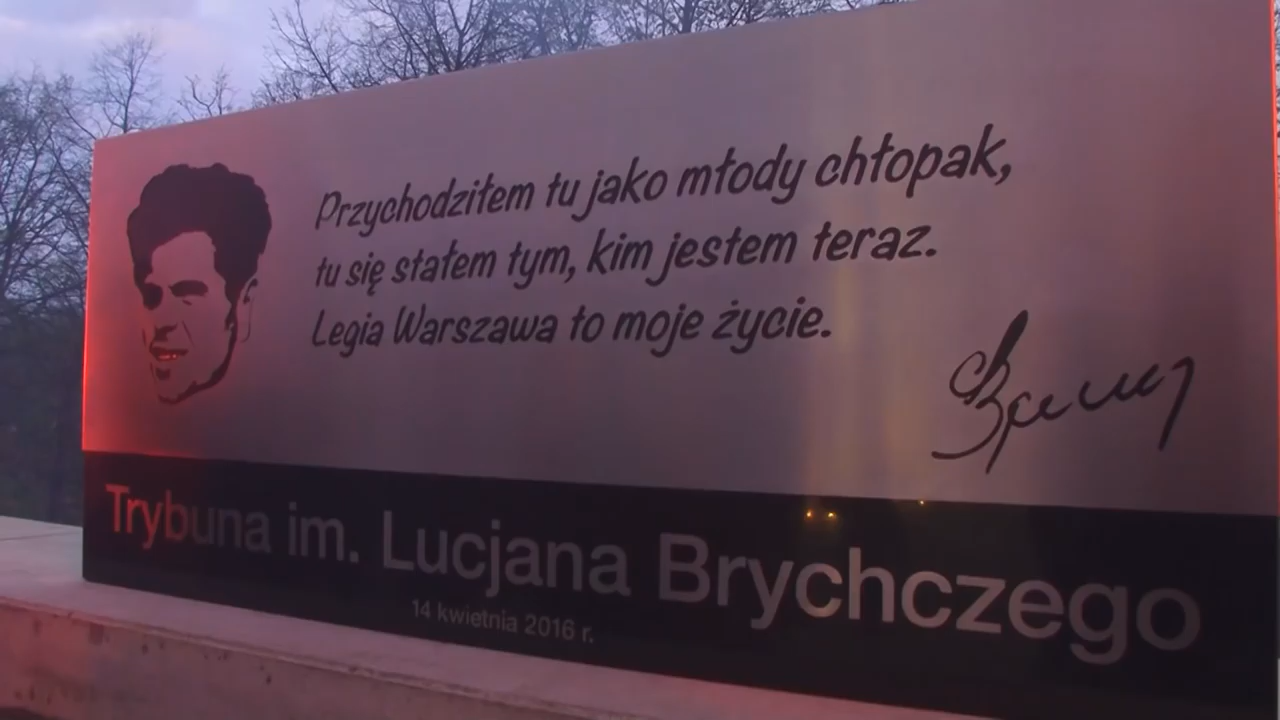 Przychodziłem tu jako młody chłopak,
tu się stałem tym, kim jestem teraz.
Legia Warszawa to moje życie.
Trybuna im. Lucjana Brychczego
14 kwietnia 2016 r.